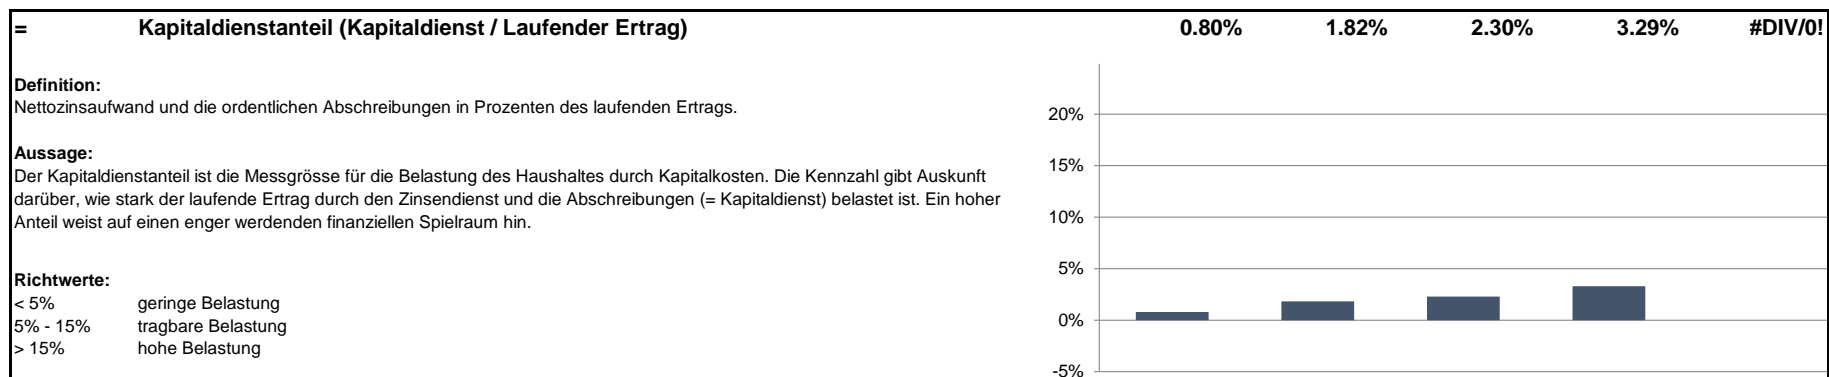 = Kapitaldienstanteil (Kapitaldienst / Laufender Ertrag) 0.80% 1.82% 2.30% 3.29% #DIV/0!
Definition:
Nettozinsaufwand und die ordentlichen Abschreibungen in Prozenten des laufenden Ertrags.
Aussage:
Der Kapitaldienstanteil ist die Messgrösse für die Belastung des Haushaltes durch Kapitalkosten. Die Kennzahl gibt Auskunft
darüber, wie stark der laufende Ertrag durch den Zinsendienst und die Abschreibungen (= Kapitaldienst) belastet ist. Ein hoher
Anteil weist auf einen enger werdenden finanziellen Spielraum hin.
Richtwerte:
< 5% geringe Belastung
5% - 15% tragbare Belastung
> 15% hohe Belastung
20%
15%
10%
5%
0%
-5%